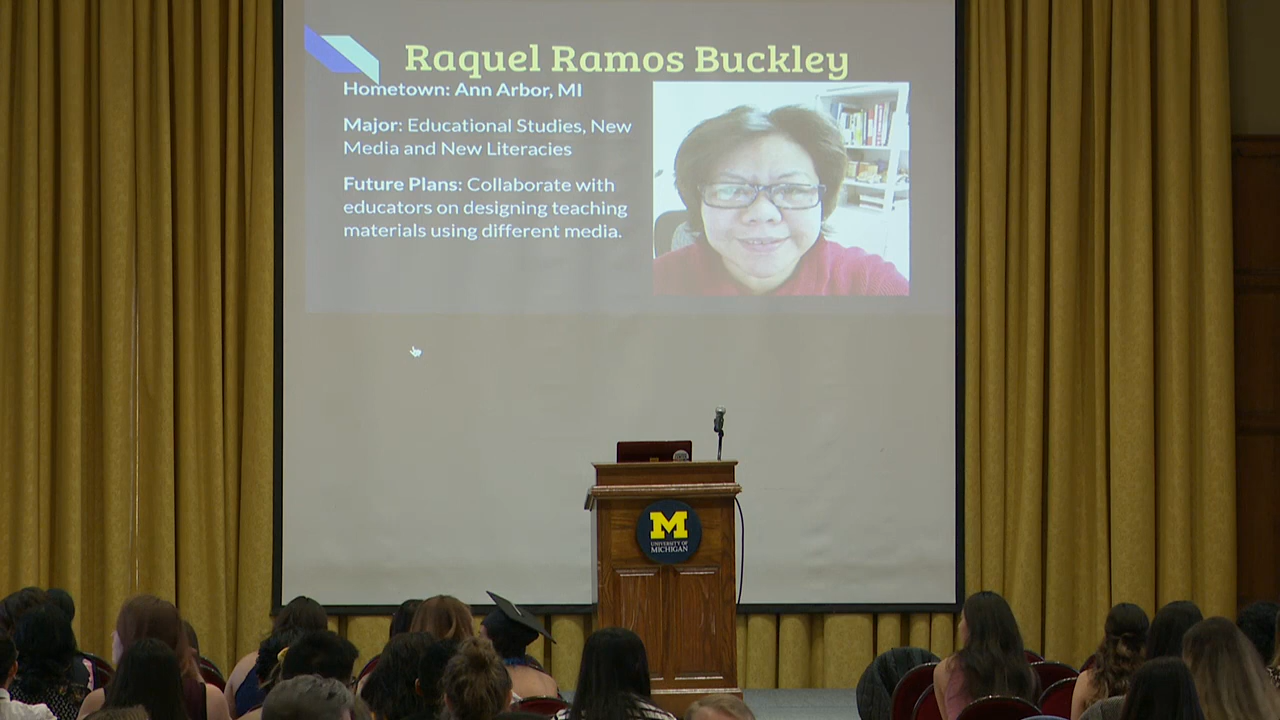 Raquel Ramos Buckley
Hometown: Ann Arbor, MI
Major: Educational Studies, New
Media and New Literacies
Future Plans: Collaborate with
educators on designing teaching
materials using different media.
M
UNIVERSITY OF
MICHIGAN